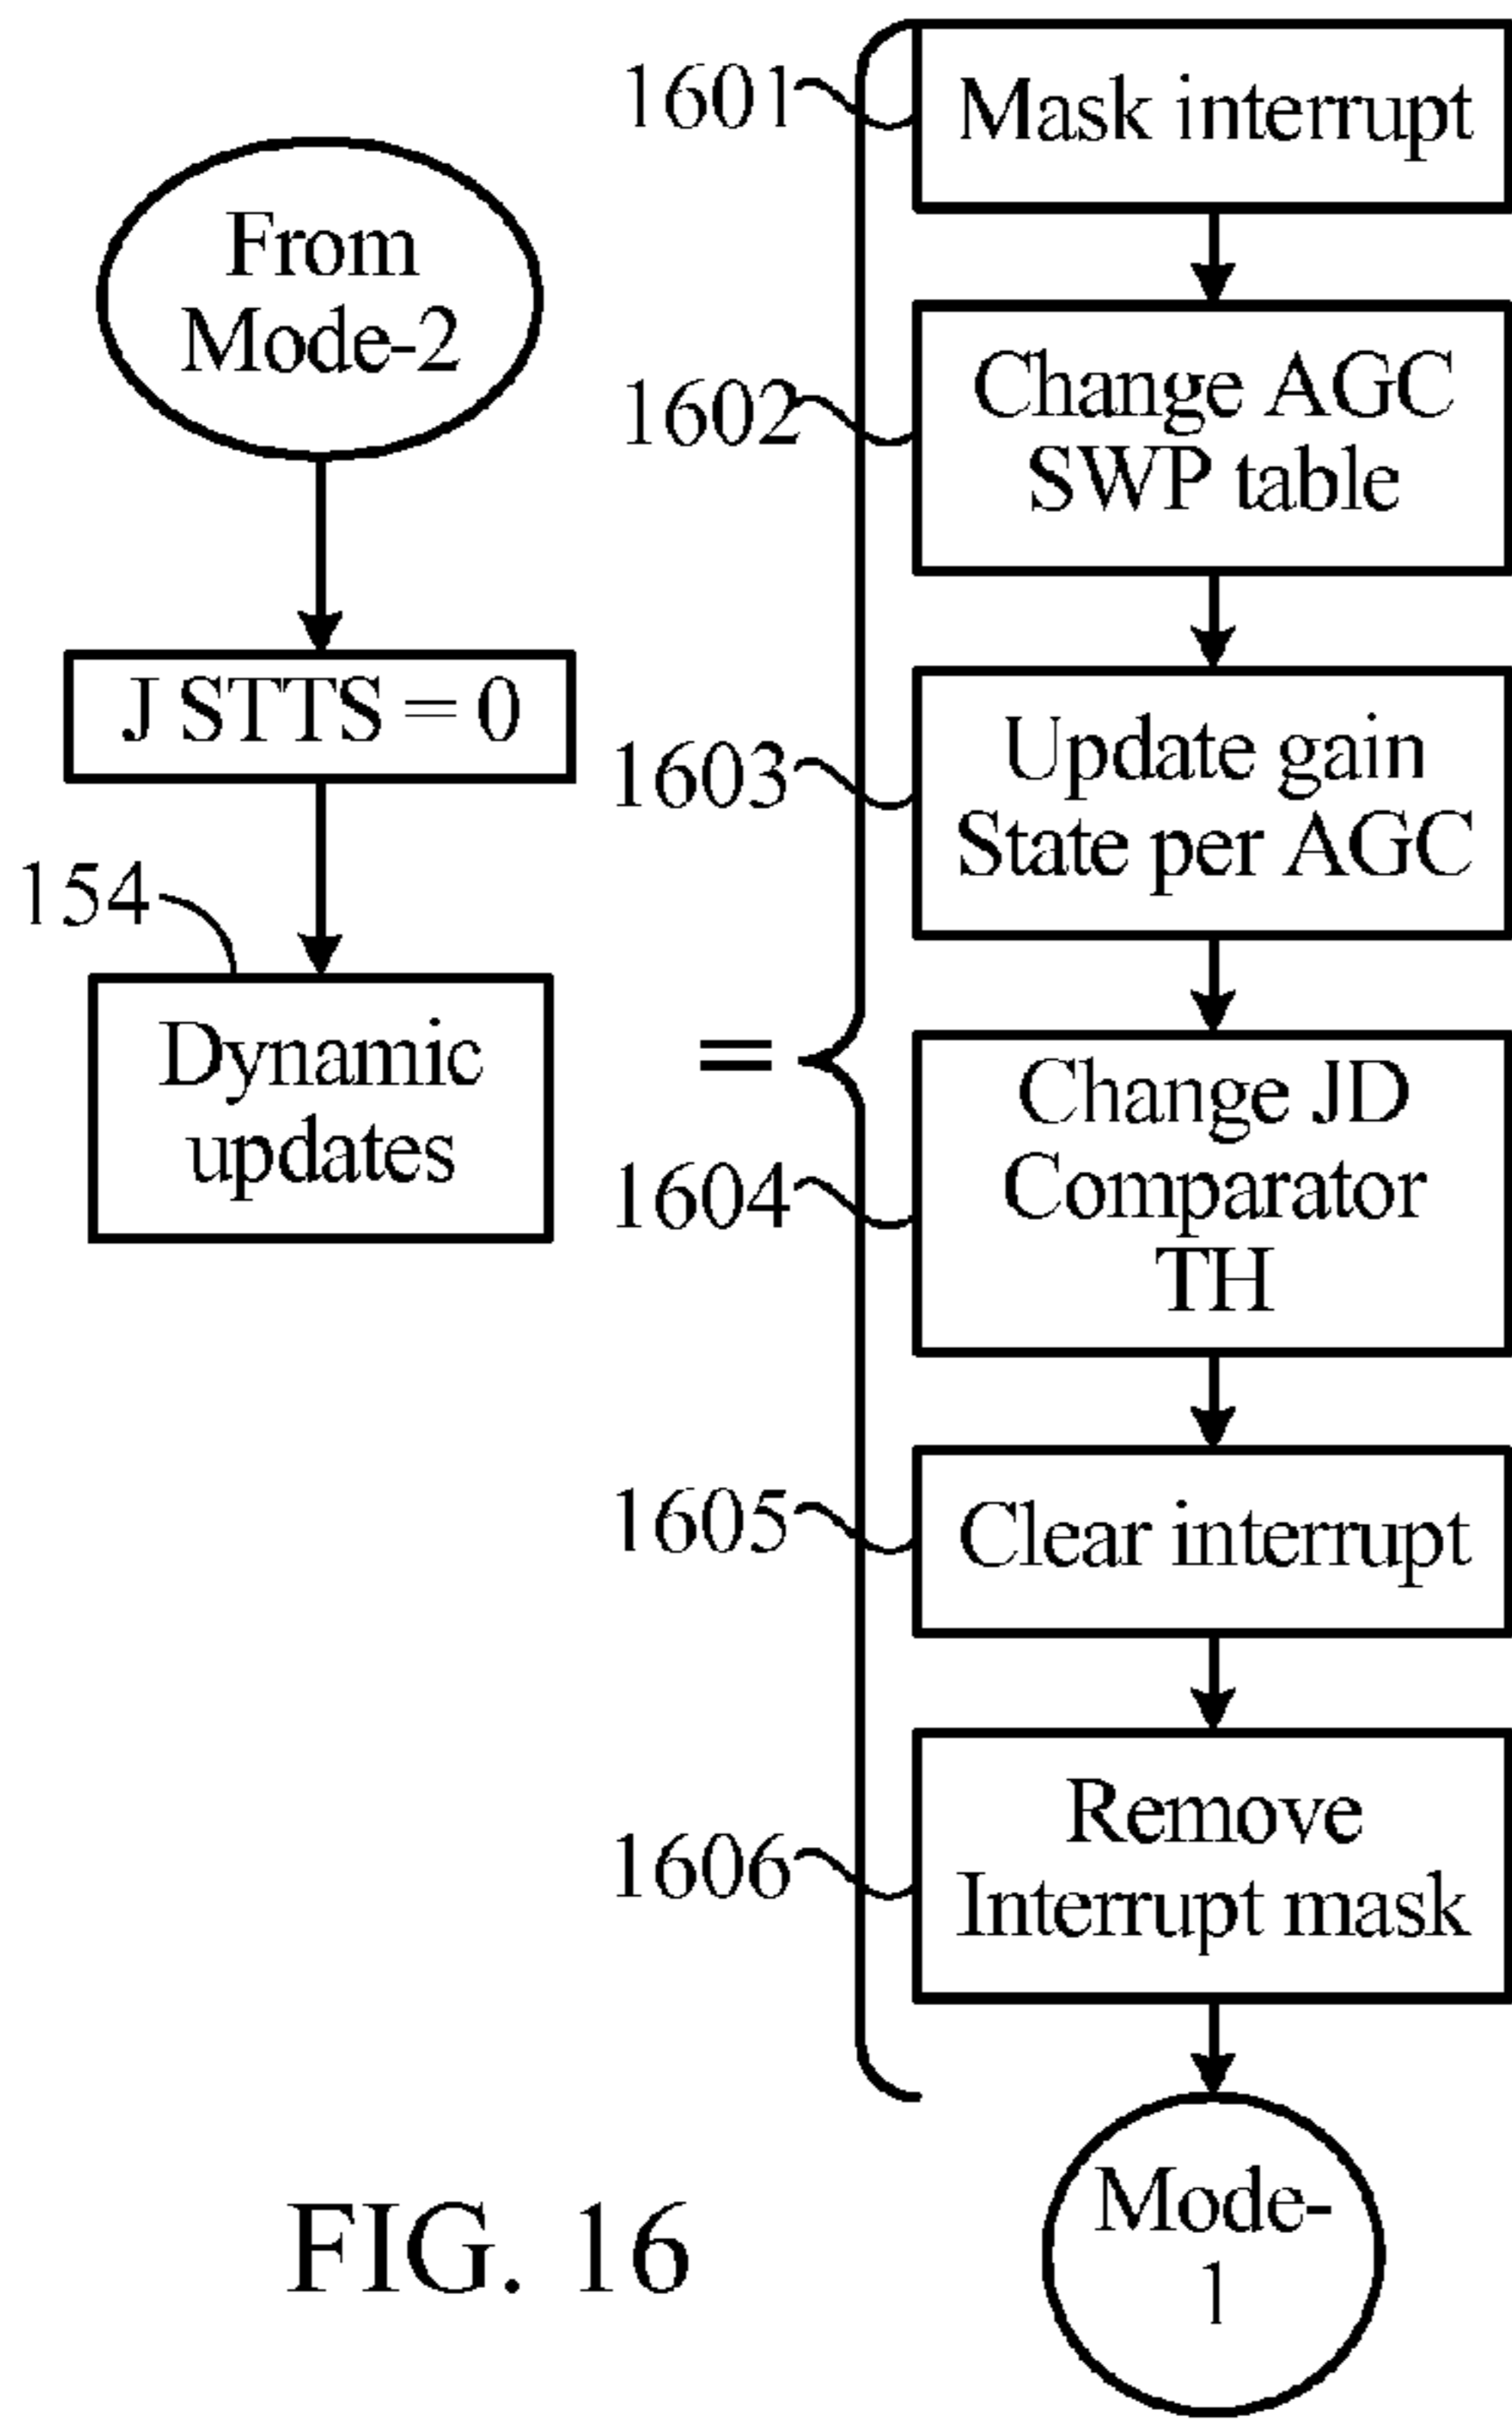 From
Mode-2
J STTS = 0
154
Dynamic
updates
=
1601
Mask interrupt
1602
Change AGC
SWP table
1603
Update gain
State per AGC
1604
Change JD
Comparator
TH
1605
Clear interrupt
1606
Remove
Interrupt mask
Mode-
1
FIG. 16